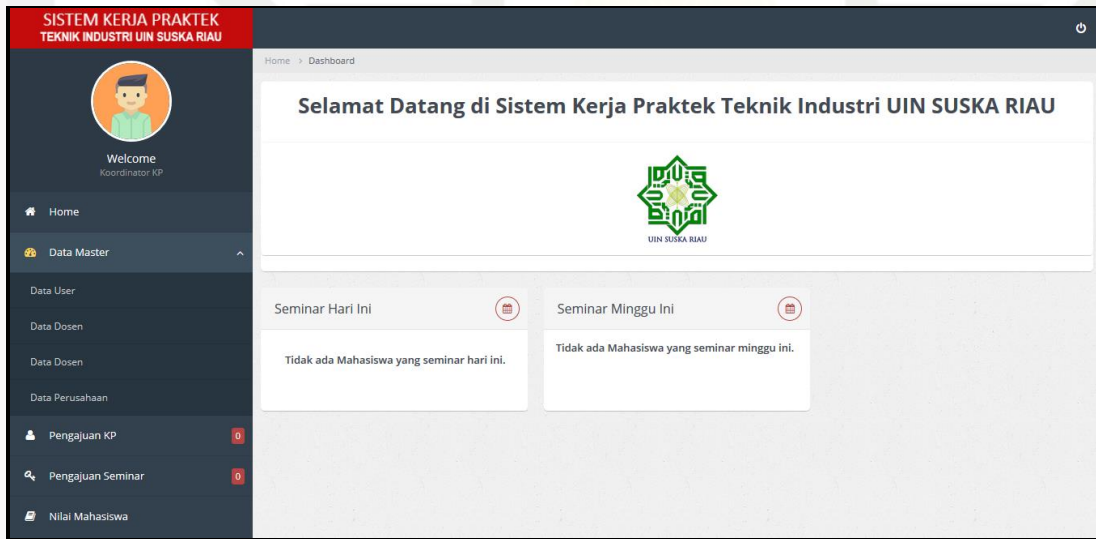 SISTEM KERJA PRAKTEK
TEKNIK INDUSTRI UIN SUSKA RIAU
Welcome
Koordinator KP
Home
Data Master
Data User
Data Dosen
Data Dosen
Data Perusahaan
Pengajuan KP 0
Pengajuan Seminar 0
Nilai Mahasiswa
Home > Dashboard
Selamat Datang di Sistem Kerja Praktek Teknik Industri UIN SUSKA RIAU
UIN SUSKA RIAU
Seminar Hari Ini
Tidak ada Mahasiswa yang seminar hari ini.
Seminar Minggu Ini
Tidak ada Mahasiswa yang seminar minggu ini.